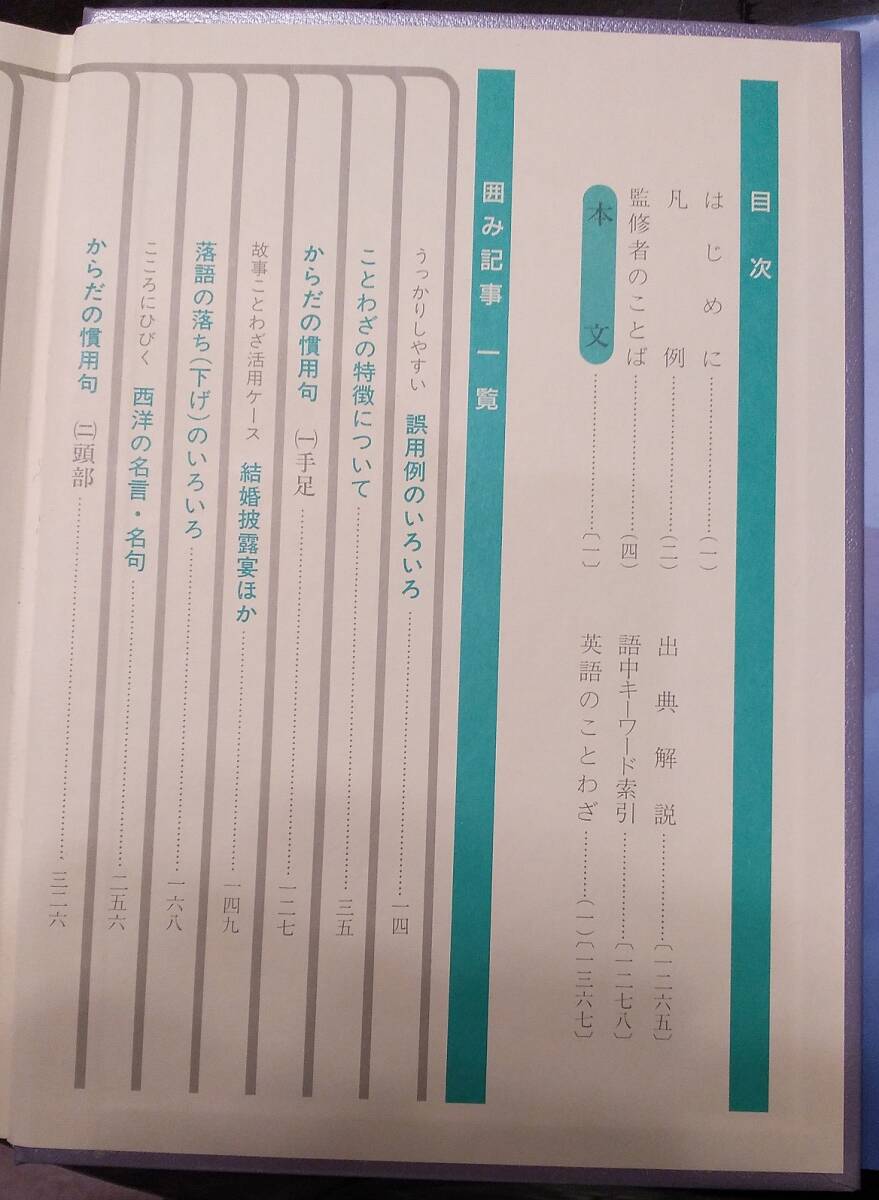 目次
はじめに……………………(一)
凡例……………………(二)
監修者のことば……………………(四)
本文……………………〔一〕
出典解説……………………〔一二六五〕
語中キーワード索引……………………〔一二七八〕
英語のことわざ…………(一)〔一三六七〕
囲み記事一覧
うっかりしやすい 誤用例のいろいろ……………………一四
ことわざの特徴について……………………三五
からだの慣用句 ㈠手足……………………一二七
故事ことわざ活用ケース 結婚披露宴ほか……………………一四九
落語の落ち(下げ)のいろいろ……………………一六八
こころにひびく 西洋の名言・名句……………………二五六
からだの慣用句 ㈡頭部……………………三二六